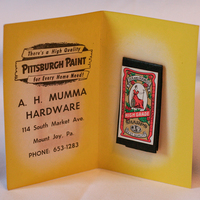 There's a High Quality
PITTSBURGH PAINT
for Every Home Need!
A. H. MUMMA
HARDWARE
114 South Market Ave.
Mount Joy, Pa.
PHONE: 653-1283
HIGH GRADE